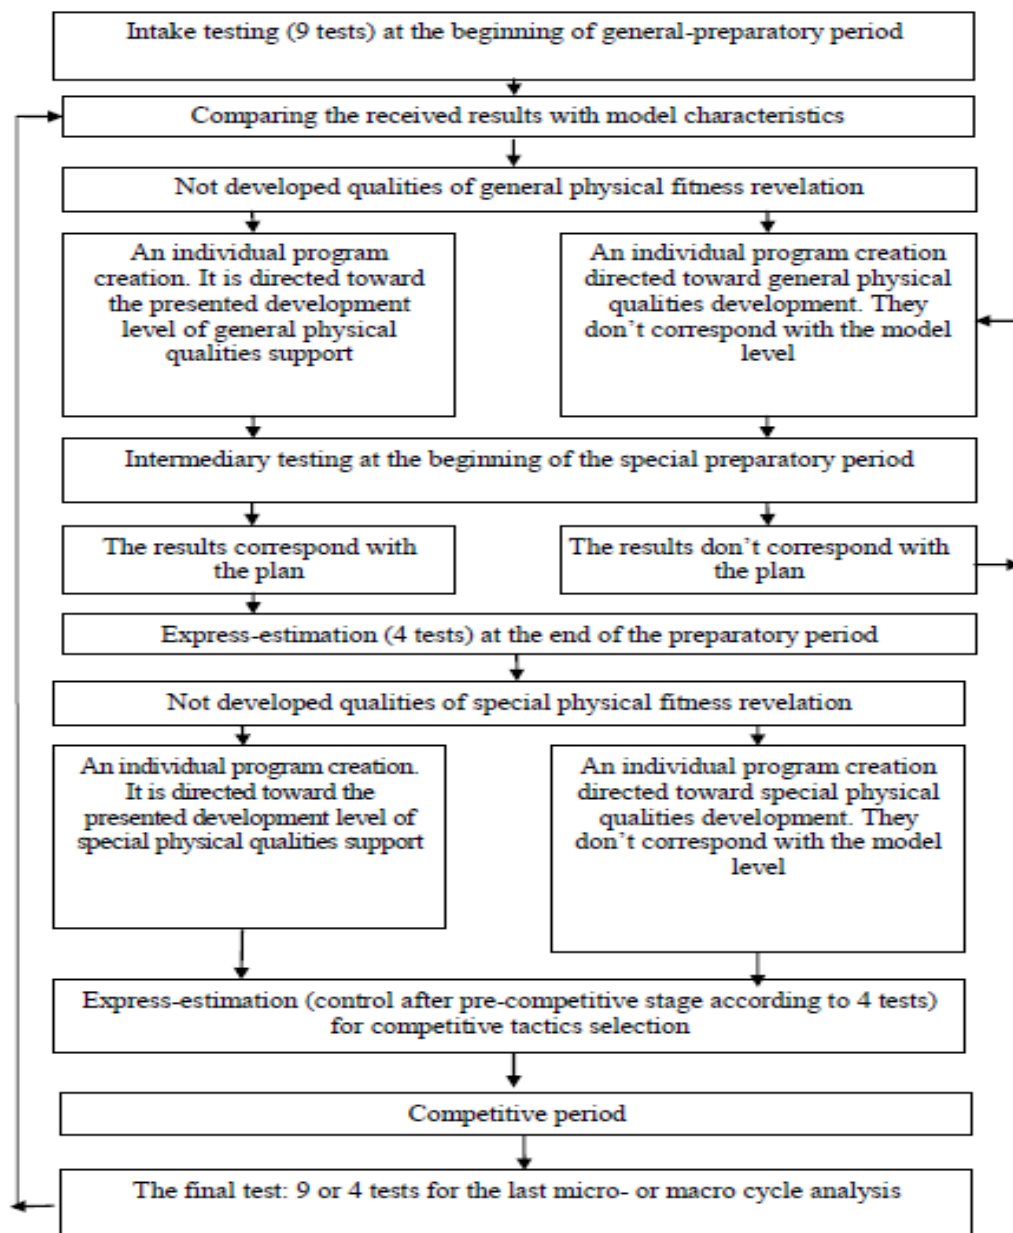 Intake testing (9 tests) at the beginning of general-preparatory period
Comparing the received results with model characteristics
Not developed qualities of general physical fitness revelation
An individual program
creation. It is directed toward
the presented development
level of general physical
qualities support
An individual program creation
directed toward general physical
qualities development. They
don't correspond with the model
level
Intermediary testing at the beginning of the special preparatory period
The results correspond with
the plan
The results don't correspond with
the plan
Express-estimation (4 tests) at the end of the preparatory period
Not developed qualities of special physical fitness revelation
An individual program creation.
It is directed toward the
presented development level of
special physical qualities support
An individual program creation
directed toward special physical
qualities development. They
don't correspond with the model
level
Express-estimation (control after pre-competitive stage according to 4 tests)
for competitive tactics selection
Competitive period
The final test: 9 or 4 tests for the last micro- or macro cycle analysis